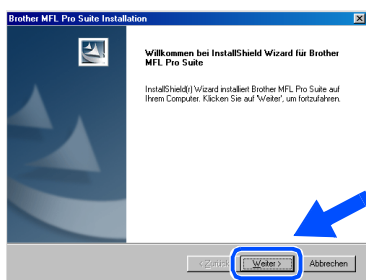 Brother MFL Pro Suite Installation
Willkommen bei InstallShield Wizard für Brother
MFL Pro Suite
InstallShield(r) Wizard installiert Brother MFL Pro Suite auf
Ihrem Computer. Klicken Sie auf 'Weiter', um fortzufahren.
< Zurück Weiter > Abbrechen